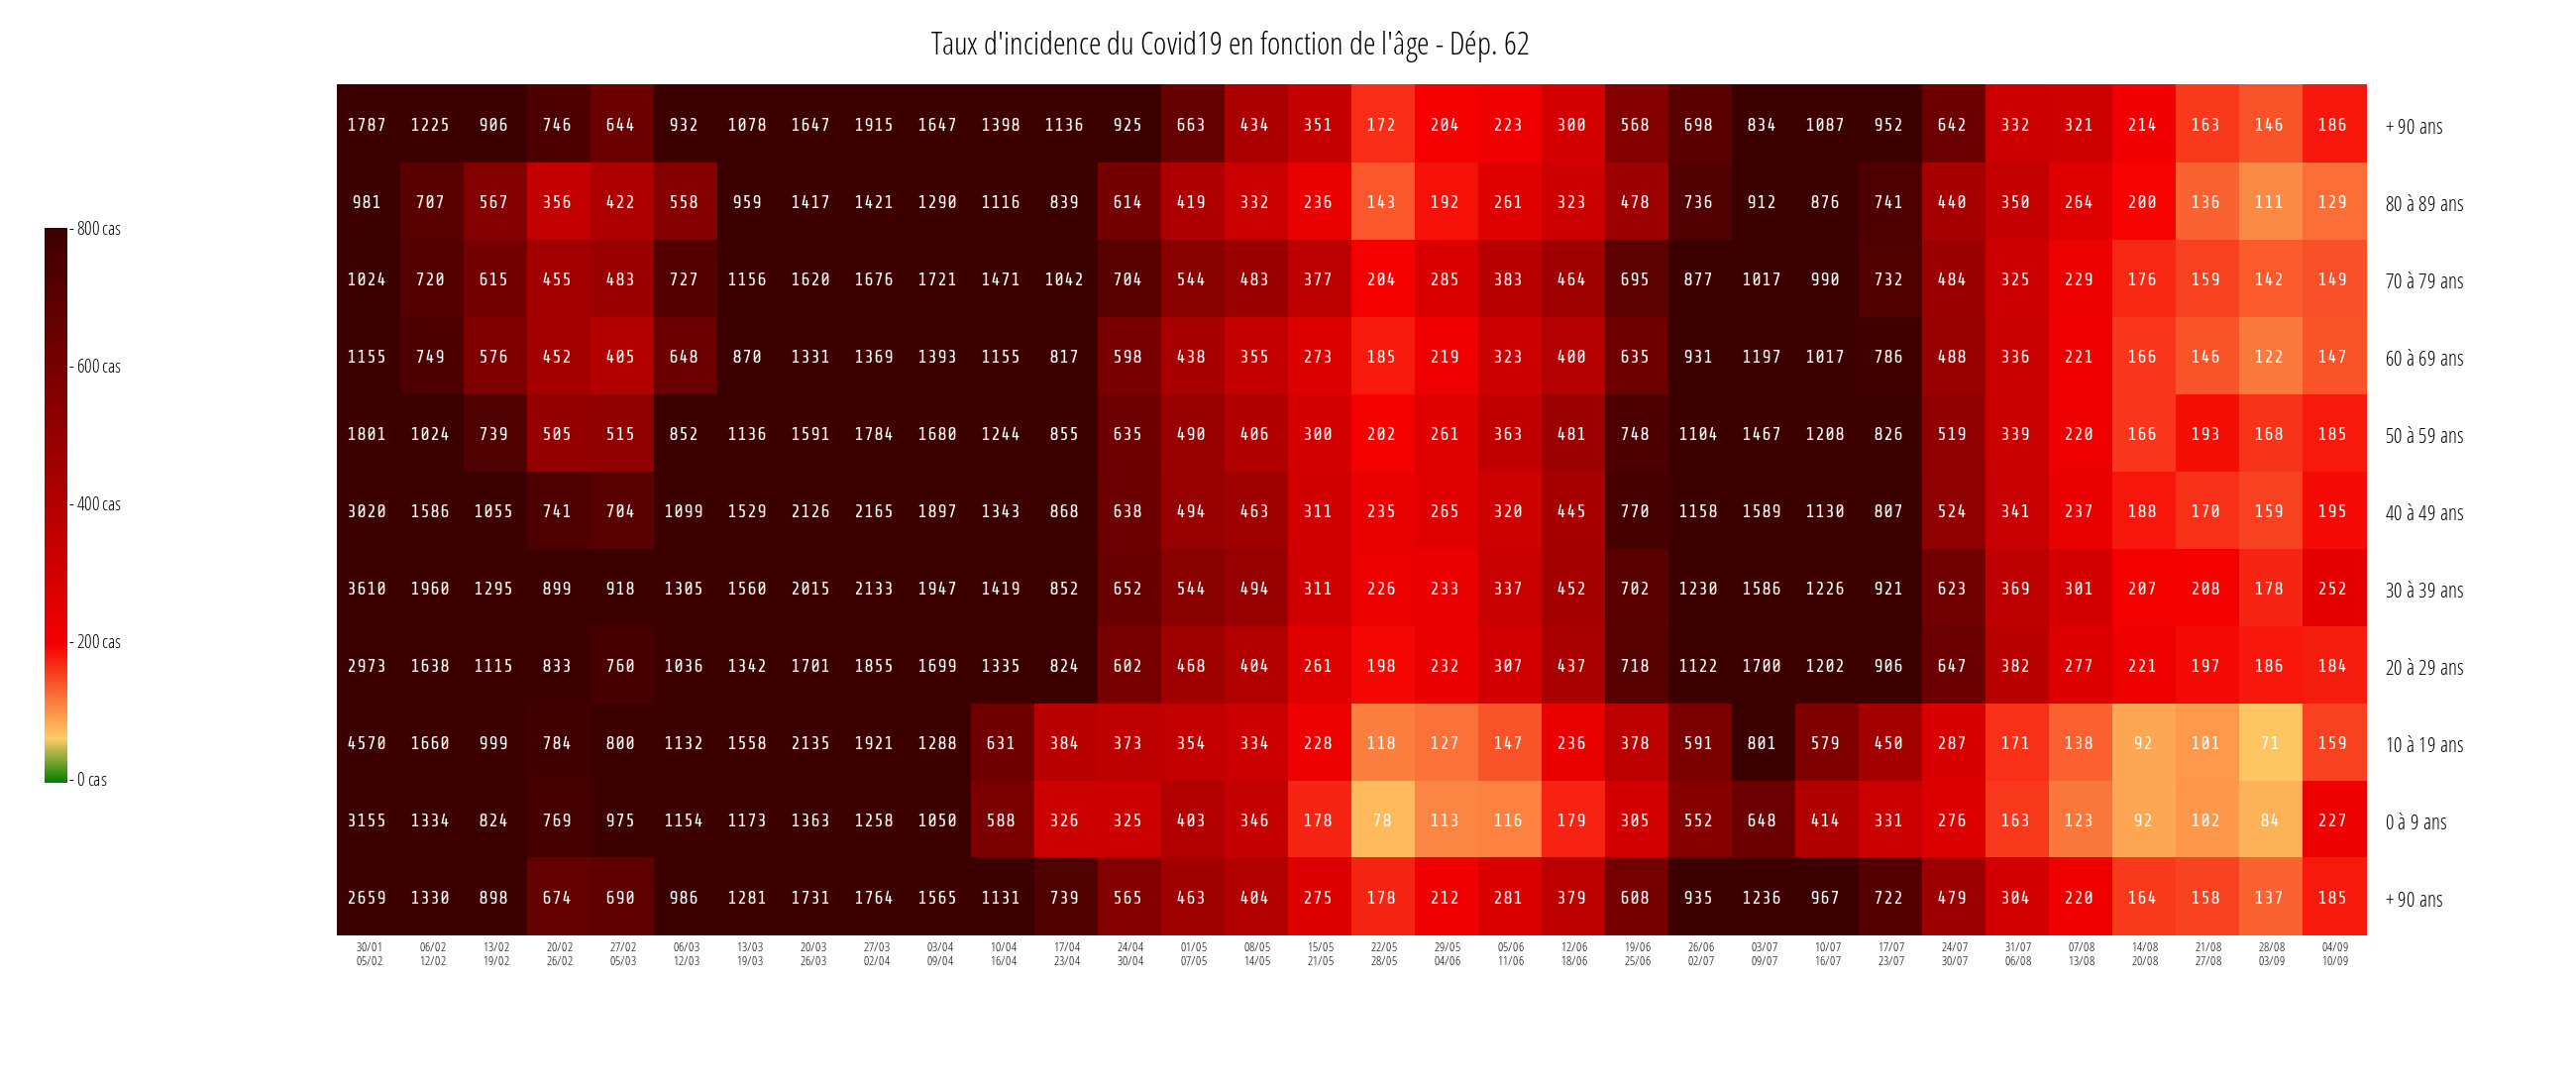 Taux d'incidence du Covid19 en fonction de l'âge - Dép. 62
1787 1225 906 746 644 932 1078 1647 1915 1647 1398 1136 925 663 434 351 172 204 223 300 568 698 834 1087 952 642 332 321 214 163 146 186 + 90 ans
981 707 567 356 422 558 959 1417 1421 1290 1116 839 614 419 332 236 143 192 261 323 478 736 912 876 741 440 350 264 200 136 111 129 80 à 89 ans
- 800 cas
1024 720 615 455 483 727 1156 1620 1676 1721 1471 1042 704 544 483 377 204 285 383 464 695 877 1017 990 732 484 325 229 176 159 142 149 70 à 79 ans
1155 749 576 452 405 648 870 1331 1369 1393 1155 817 598 438 355 273 185 219 323 400 635 931 1197 1017 786 488 336 221 166 146 122 147 60 à 69 ans
- 600 cas
1801 1024 739 505 515 852 1136 1591 1784 1680 1244 855 635 490 406 300 202 261 363 481 748 1104 1467 1208 826 519 339 220 166 193 168 185 50 à 59 ans
- 400 cas
3020 1586 1055 741 704 1099 1529 2126 2165 1897 1343 868 638 494 463 311 235 265 320 445 770 1158 1589 1130 807 524 341 237 188 170 159 195 40 à 49 ans
3610 1960 1295 899 918 1305 1560 2015 2133 1947 1419 852 652 544 494 311 226 233 337 452 702 1230 1586 1226 921 623 369 301 207 208 178 252 30 à 39 ans
- 200 cas
2973 1638 1115 833 760 1036 1342 1701 1855 1699 1335 824 602 468 404 261 198 232 307 437 718 1122 1700 1202 906 647 382 277 221 197 186 184 20 à 29 ans
4570 1660 999 784 800 1132 1558 2135 1921 1288 631 384 373 354 334 228 118 127 147 236 378 591 801 579 450 287 171 138 92 101 71 159 10 à 19 ans
- 0 cas
3155 1334 824 769 975 1154 1173 1363 1258 1050 588 326 325 403 346 178 78 113 116 179 305 552 648 414 331 276 163 123 92 102 84 227 0 à 9 ans
2659 1330 898 674 690 986 1281 1731 1764 1565 1131 739 565 463 404 275 178 212 281 379 608 935 1236 967 722 479 304 220 164 158 137 185 + 90 ans
30/01 06/02 13/02 20/02 27/02 06/03 13/03 20/03 27/03 03/04 10/04 17/04 24/04 01/05 08/05 15/05 22/05 29/05 05/06 12/06 19/06 26/06 03/07 10/07 17/07 24/07 31/07 07/08 14/08 21/08 28/08 04/09
05/02 12/02 19/02 26/02 05/03 12/03 19/03 26/03 02/04 09/04 16/04 23/04 30/04 07/05 14/05 21/05 28/05 04/06 11/06 18/06 25/06 02/07 09/07 16/07 23/07 30/07 06/08 13/08 20/08 27/08 03/09 10/09